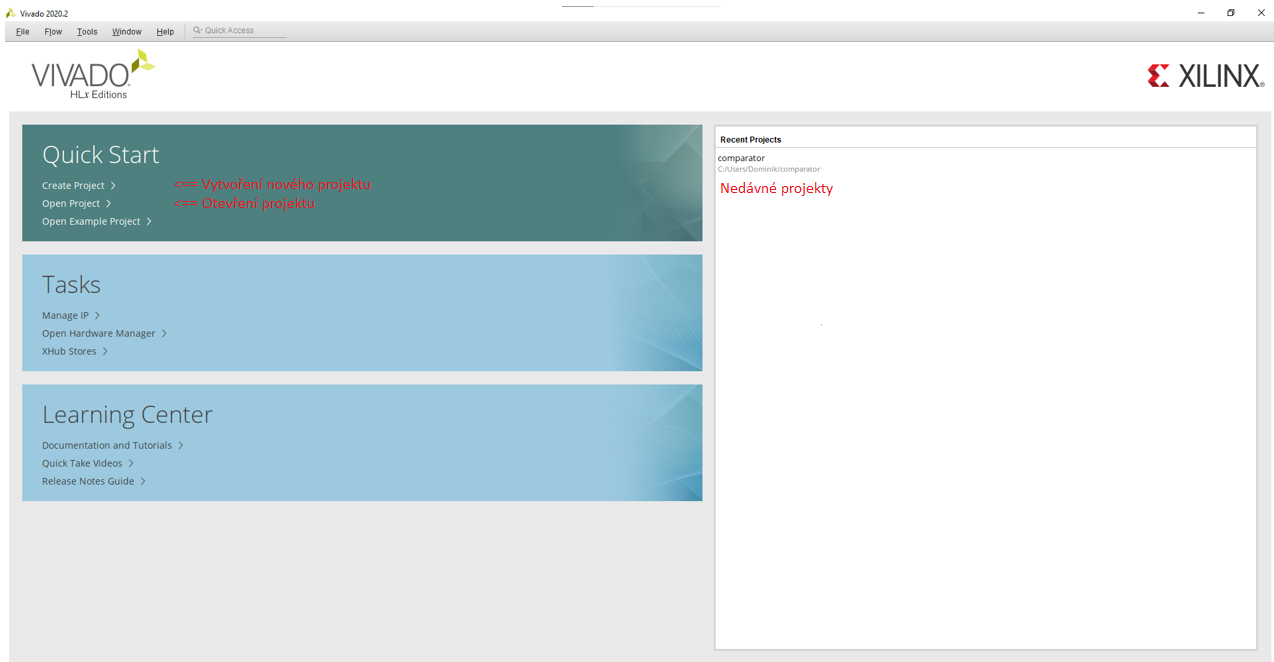 Vivado 2020.2
File Flow Tools Window Help Quick Access
VIVADO
HLx Editions
XILINX
Quick Start
Create Project <== Vytvoření nového projektu
Open Project <== Otevření projektu
Open Example Project
Tasks
Manage IP
Open Hardware Manager
XHub Stores
Learning Center
Documentation and Tutorials
Quick Take Videos
Release Notes Guide
Recent Projects
comparator
C:/Users/Dominik/comparator
Nedávné projekty